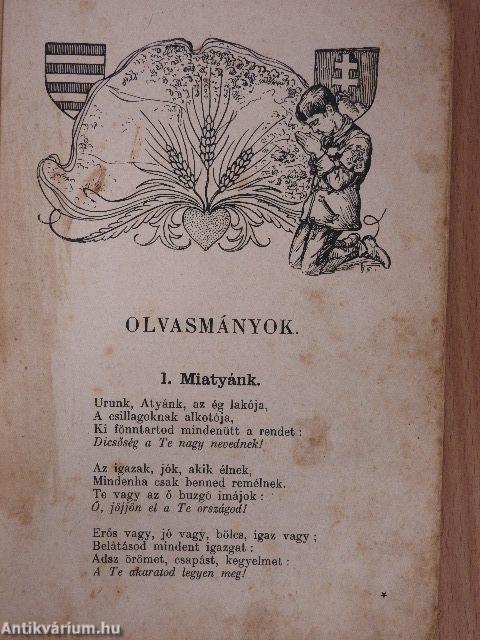 OLVASMÁNYOK.
1. Miatyánk.
Urunk, Atyánk, az ég lakója,
A csillagoknak alkotója,
Ki fönntartod mindenütt a rendet:
Dicsőség a Te nagy nevednek!
Az igazak, jók, akik élnek,
Mindenha csak benned remélnek.
Te vagy az ő buzgó imájok:
Ó, jöjjön el a Te országod!
Erős vagy, jó vagy, bölcs, igaz vagy;
Belátásod mindent igazgat:
Adsz örömet, csapást, kegyelmet:
A Te akaratod legyen meg!
*
Antikvárium.hu